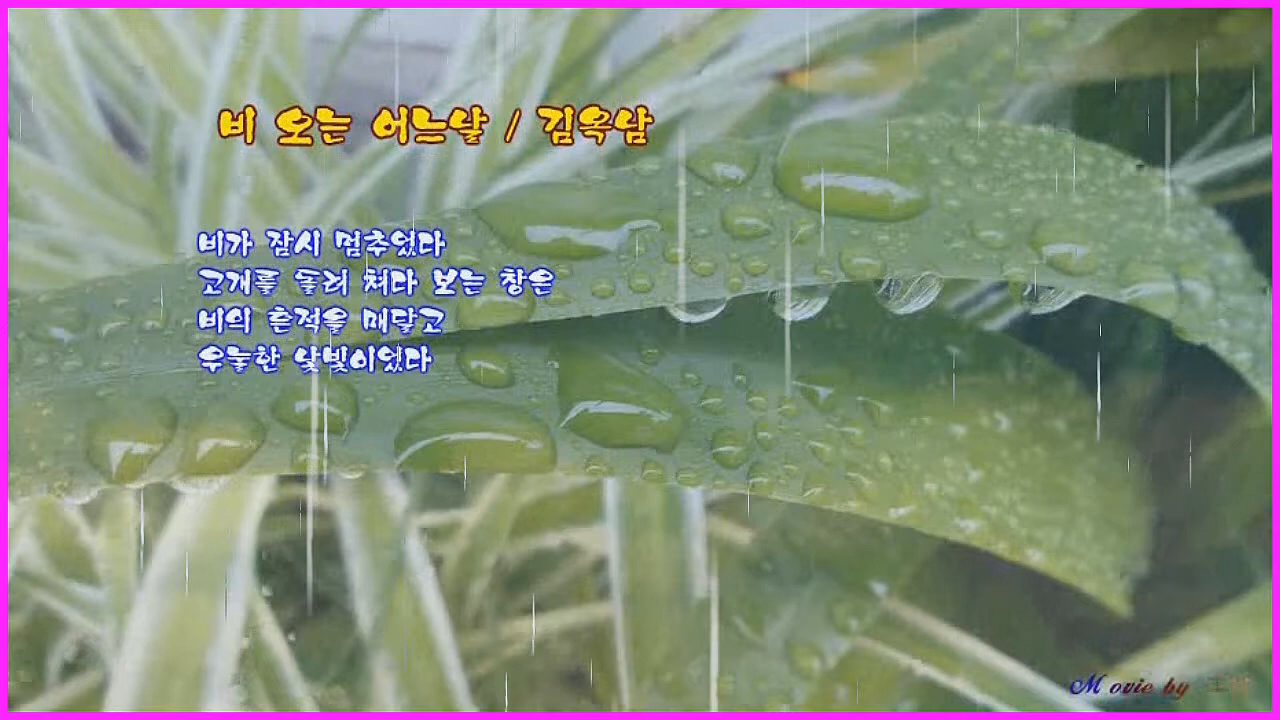 비 오는 어느날 / 김옥남
비가 잠시 멈추었다
고개를 돌려 쳐다 보는 창은
비의 흔적을 매달고
우울한 낯빛이었다
Movie by